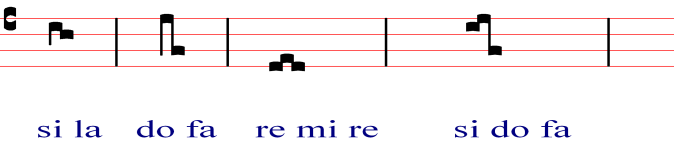 si la do fa re mi re si do fa